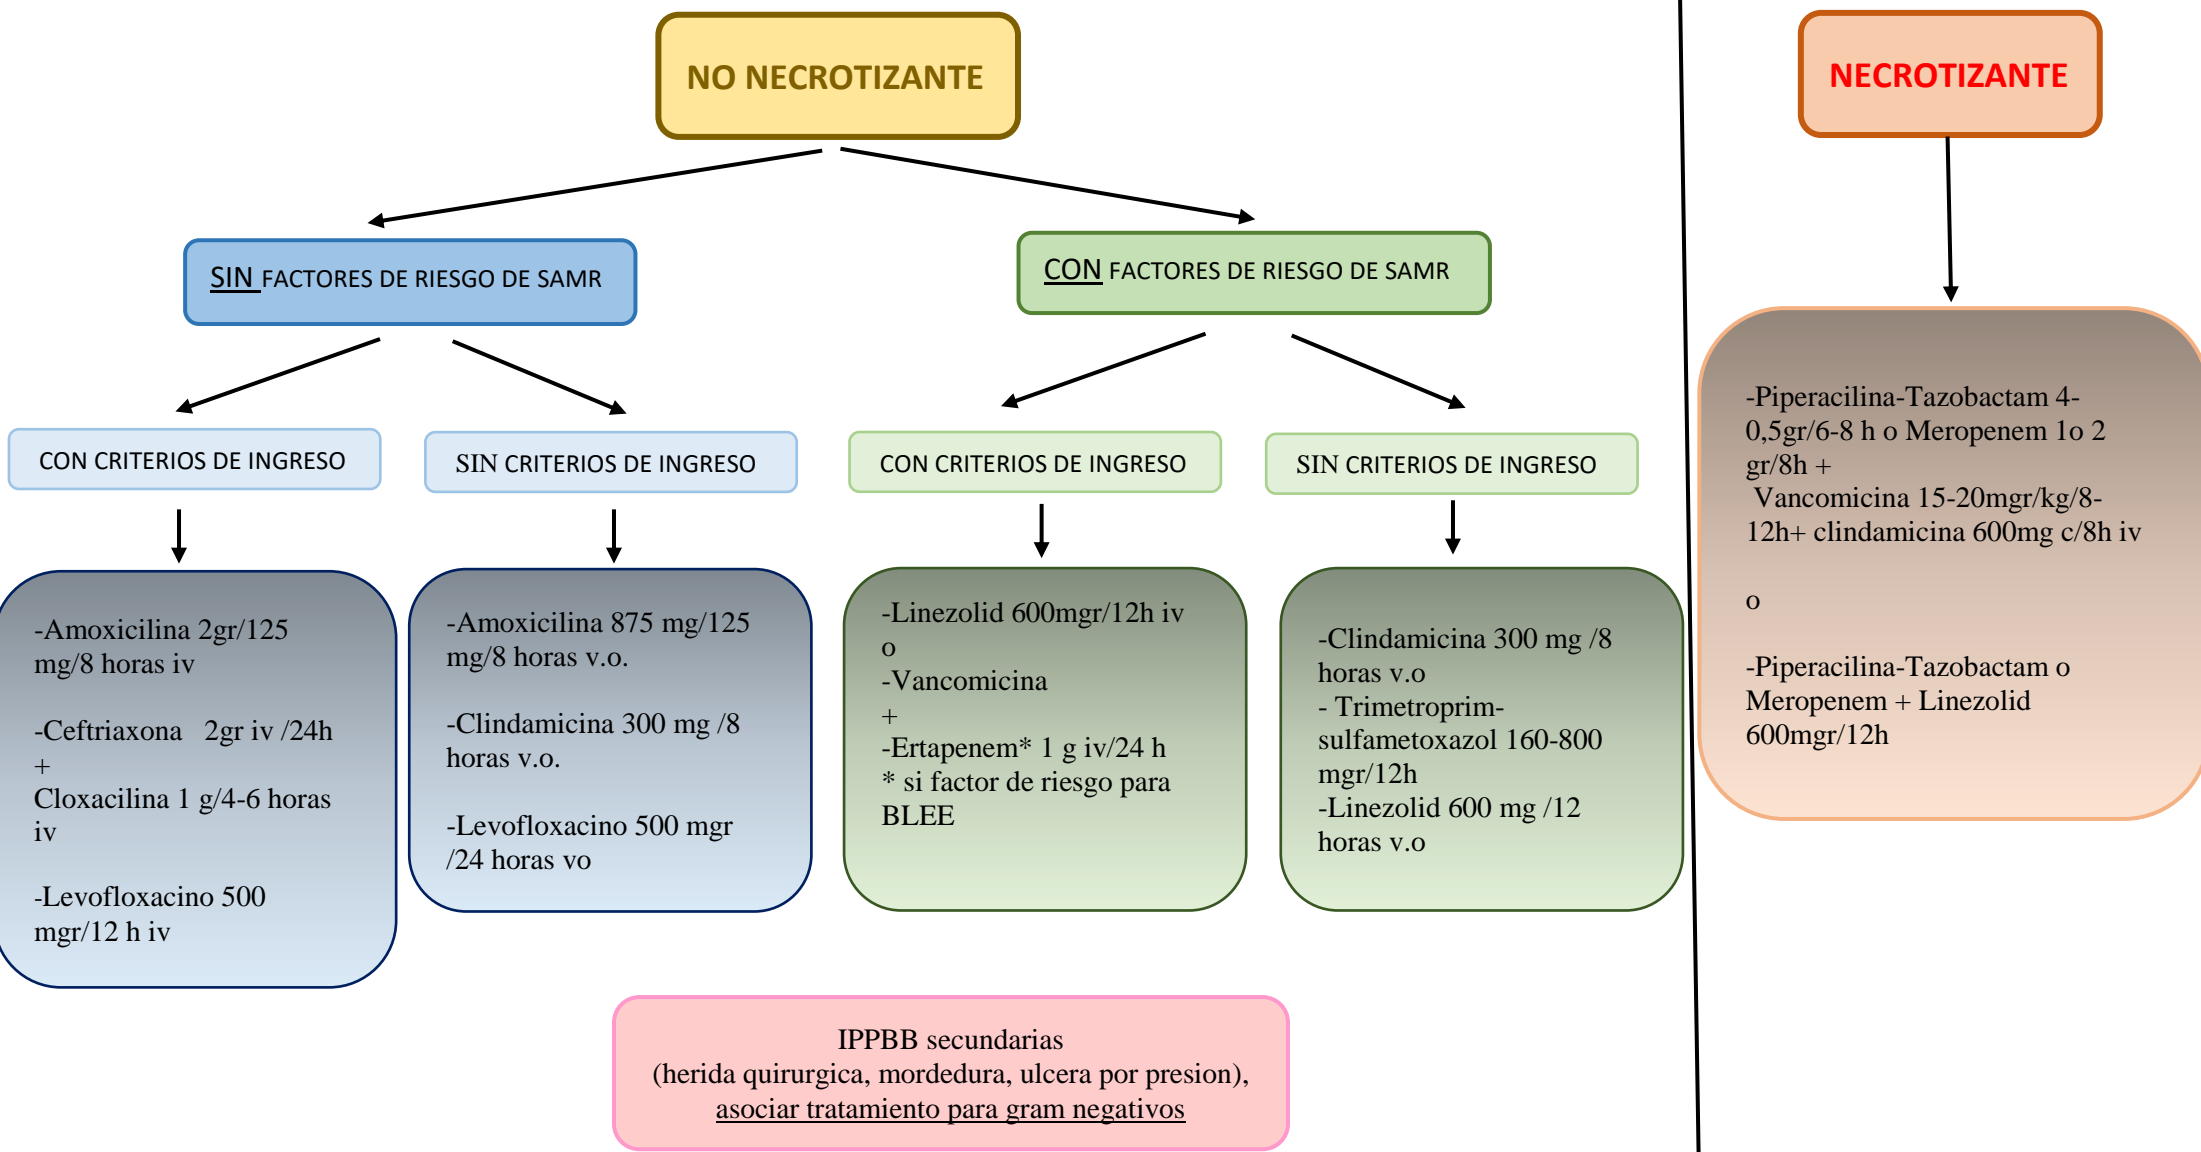 NO NECROTIZANTE
NECROTIZANTE
SIN FACTORES DE RIESGO DE SAMR
CON FACTORES DE RIESGO DE SAMR
CON CRITERIOS DE INGRESO
SIN CRITERIOS DE INGRESO
CON CRITERIOS DE INGRESO
SIN CRITERIOS DE INGRESO
-Amoxicilina 2gr/125
mg/8 horas iv
-Ceftriaxona 2gr iv /24h
+
Cloxacilina 1 g/4-6 horas
iv
-Levofloxacino 500
mgr/12 h iv
-Amoxicilina 875 mg/125
mg/8 horas v.o.
-Clindamicina 300 mg /8
horas v.o.
-Levofloxacino 500 mgr
/24 horas vo
-Linezolid 600mgr/12h iv
o
-Vancomicina
+
-Ertapenem* 1 g iv/24 h
* si factor de riesgo para
BLEE
-Clindamicina 300 mg /8
horas v.o
- Trimetroprim-
sulfametoxazol 160-800
mgr/12h
-Linezolid 600 mg /12
horas v.o
-Piperacilina-Tazobactam 4-
0,5gr/6-8 h o Meropenem 1o 2
gr/8h +
Vancomicina 15-20mgr/kg/8-
12h+ clindamicina 600mg c/8h iv
o
-Piperacilina-Tazobactam o
Meropenem + Linezolid
600mgr/12h
IPPBB secundarias
(herida quirurgica, mordedura, ulcera por presion),
asociar tratamiento para gram negativos